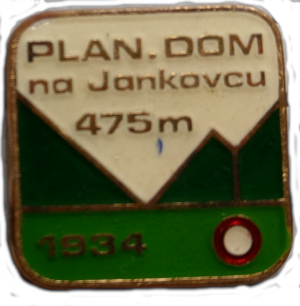 PLAN. DOM
na Jankovcu
475m
1934